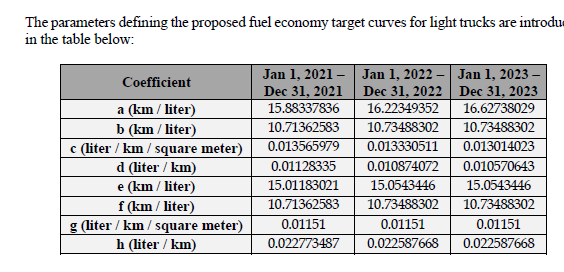 The parameters defining the proposed fuel economy target curves for light trucks are
in the table below:
Coefficient Jan 1, 2021 – Dec 31, 2021 Jan 1, 2022 – Dec 31, 2022 Jan 1, 2023 – Dec 31, 2023
a (km / liter) 15.88337836 16.22349352 16.62738029
b (km / liter) 10.71362583 10.73488302 10.73488302
c (liter / km / square meter) 0.013565979 0.013330511 0.013014023
d (liter / km) 0.01128335 0.010874072 0.010570643
e (km / liter) 15.01183021 15.0543446 15.0543446
f (km / liter) 10.71362583 10.73488302 10.73488302
g (liter / km / square meter) 0.01151 0.01151 0.01151
h (liter / km) 0.022773487 0.022587668 0.022587668